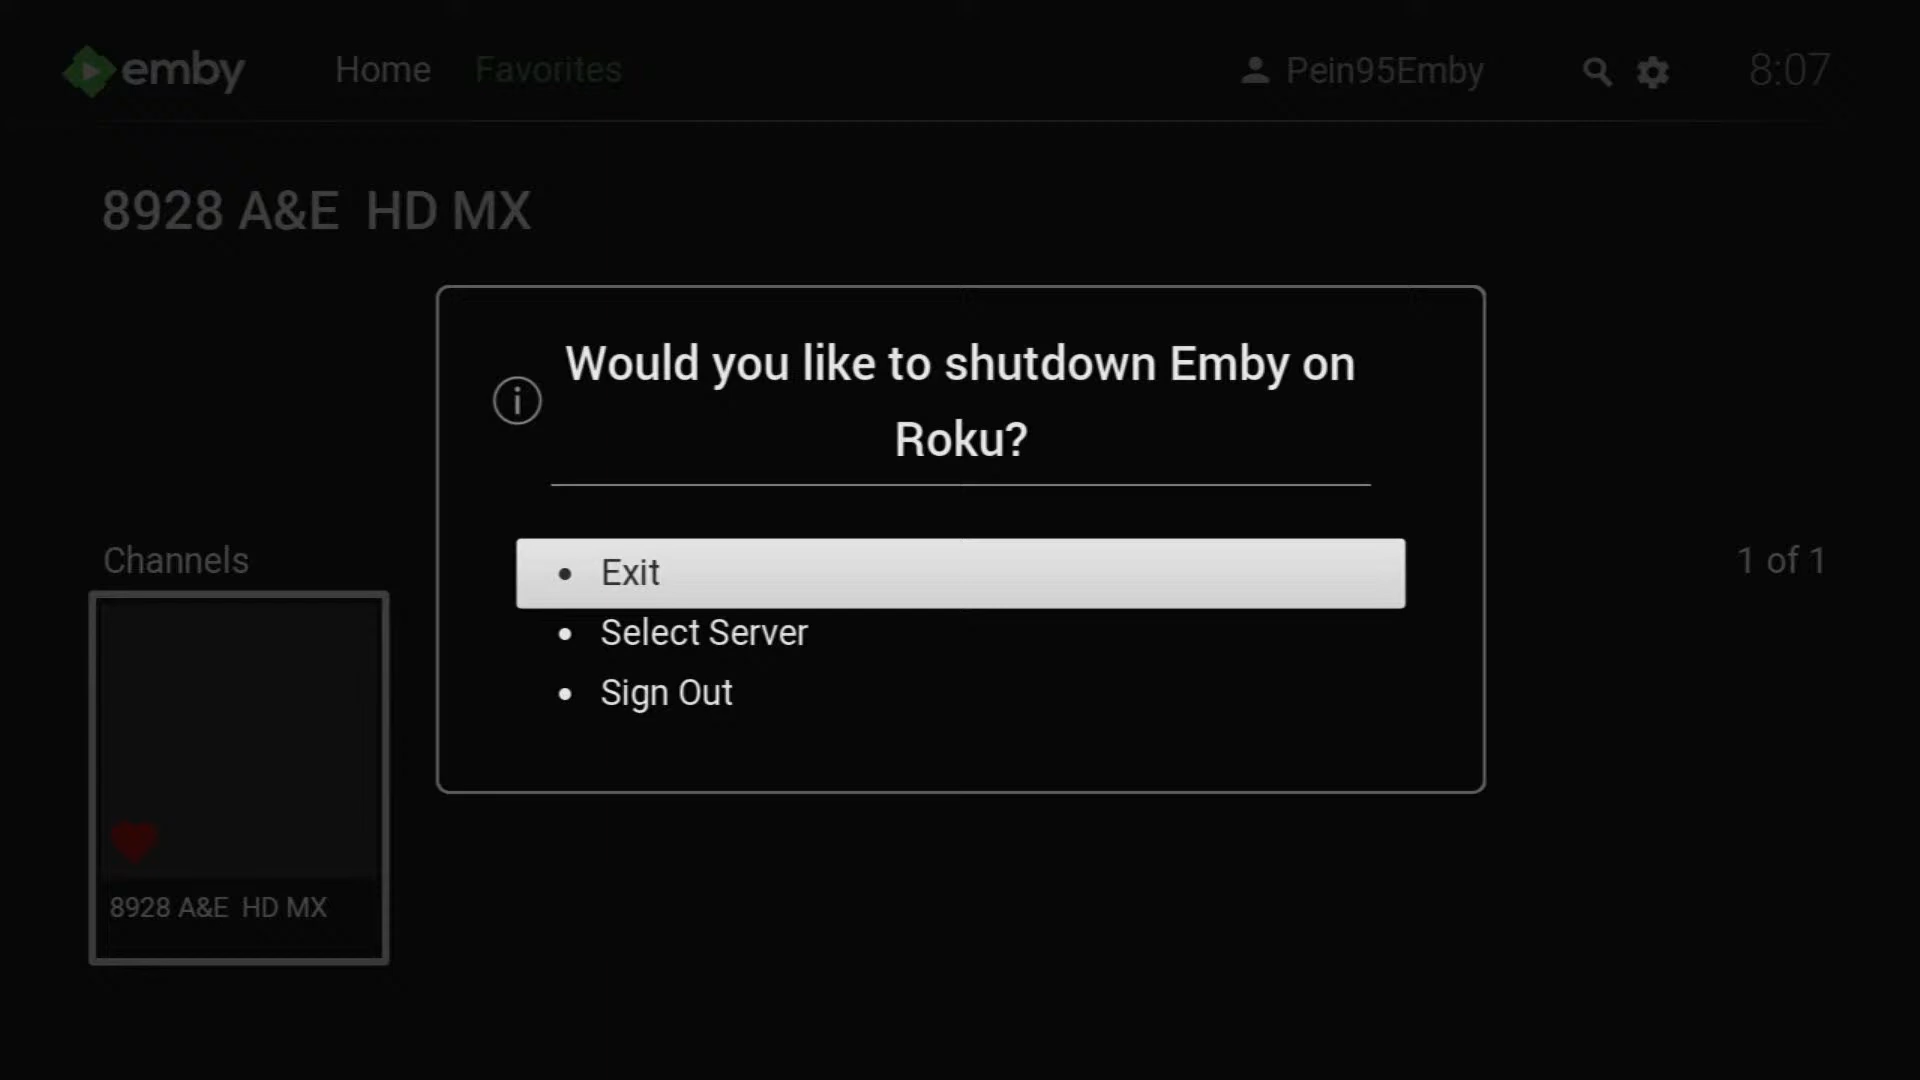 emby
Home
Favorites
Pein95Emby
8:07
8928 A&E  HD MX
Would you like to shutdown Emby on
Roku?
• Exit
• Select Server
• Sign Out
Channels
1 of 1
8928 A&E  HD MX